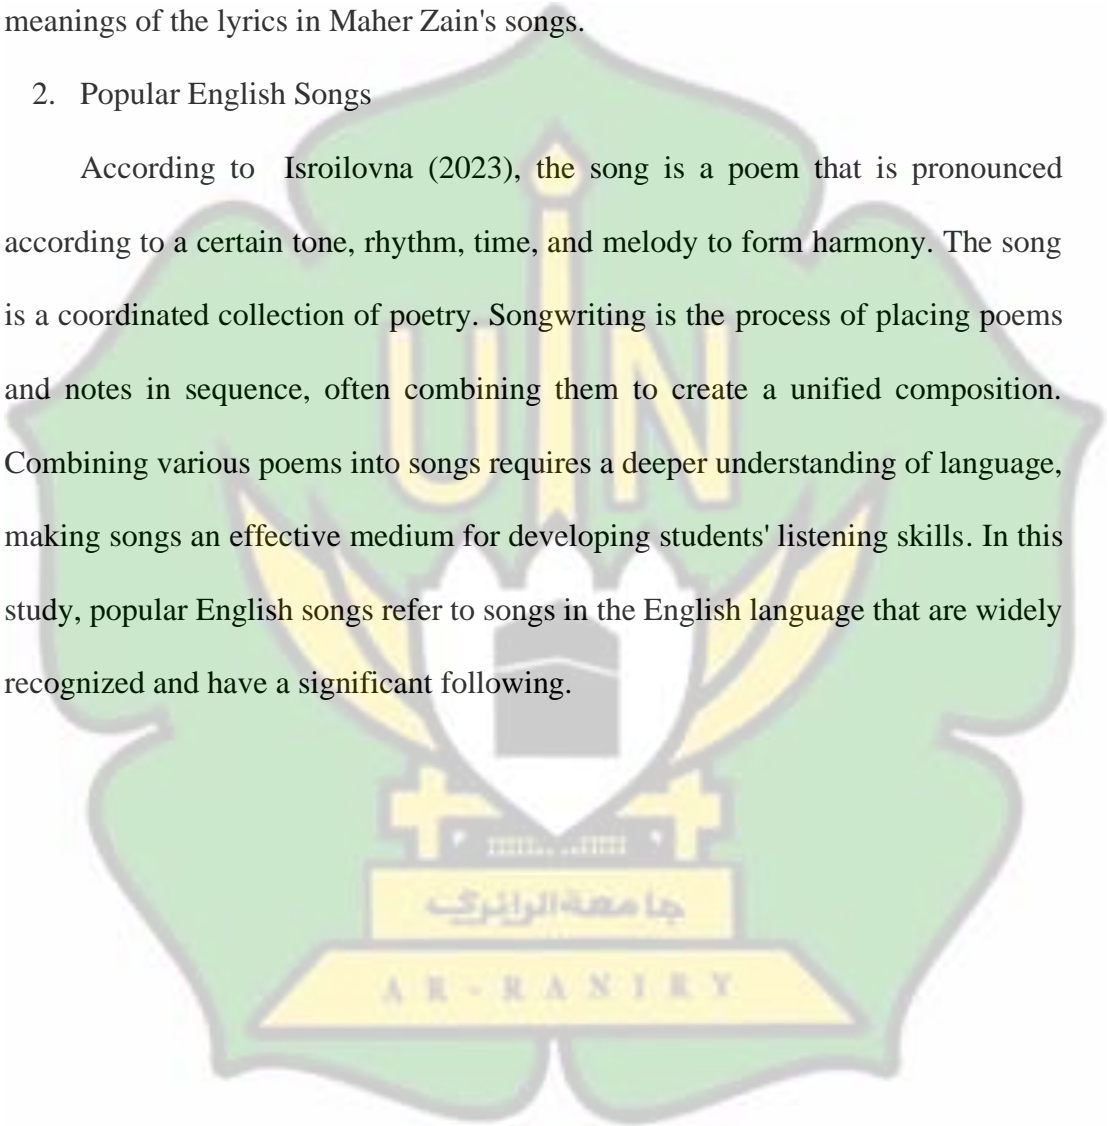 meanings of the lyrics in Maher Zain's songs.
2. Popular English Songs
According to Isroilovna (2023), the song is a poem that is pronounced
according to a certain tone, rhythm, time, and melody to form harmony. The song
is a coordinated collection of poetry. Songwriting is the process of placing poems
and notes in sequence, often combining them to create a unified composition.
Combining various poems into songs requires a deeper understanding of language,
making songs an effective medium for developing students' listening skills. In this
study, popular English songs refer to songs in the English language that are widely
recognized and have a significant following.
UIN
جامعة الرانري
AR-RANIRY